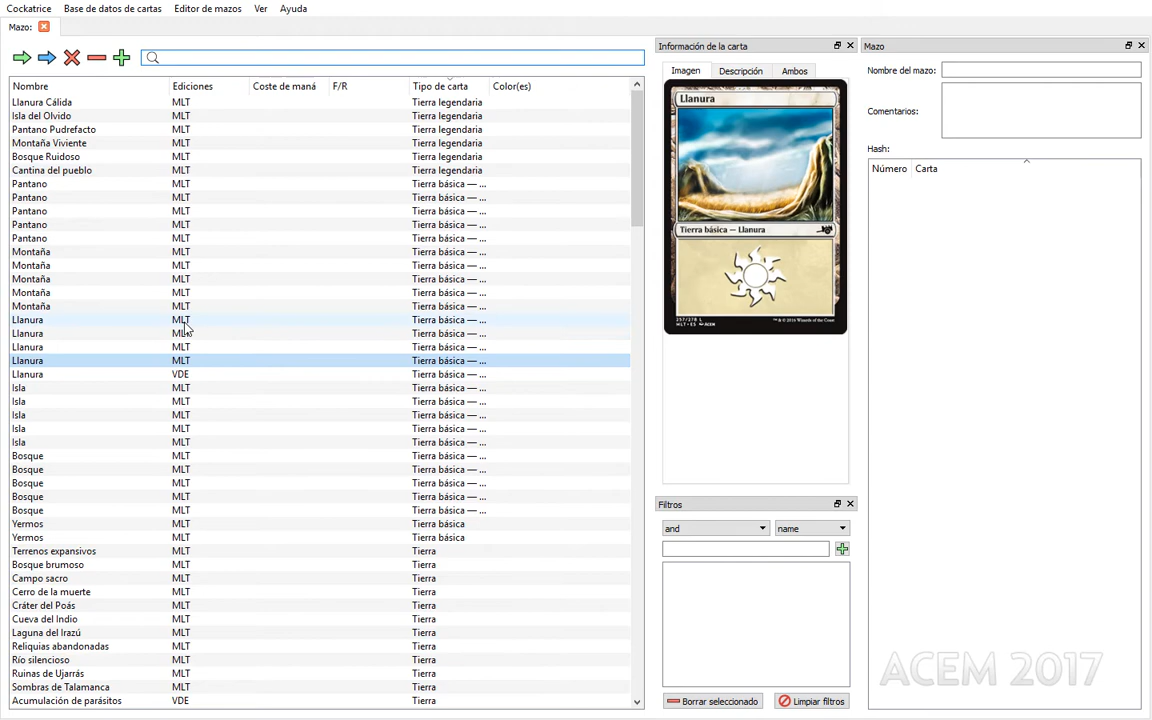 Cockatrice Base de datos de cartas Editor de mazos Ver Ayuda
Mazo:
Nombre Ediciones Coste de maná F/R Tipo de carta Color(es)
Llanura Cálida MLT Tierra legendaria
Isla del Olvido MLT Tierra legendaria
Pantano Pudrefacto MLT Tierra legendaria
Montaña Viviente MLT Tierra legendaria
Bosque Ruidoso MLT Tierra legendaria
Cantina del pueblo MLT Tierra legendaria
Pantano MLT Tierra básica — ...
Pantano MLT Tierra básica — ...
Pantano MLT Tierra básica — ...
Pantano MLT Tierra básica — ...
Pantano MLT Tierra básica — ...
Montaña MLT Tierra básica — ...
Montaña MLT Tierra básica — ...
Montaña MLT Tierra básica — ...
Montaña MLT Tierra básica — ...
Montaña MLT Tierra básica — ...
Llanura MLT Tierra básica — ...
Llanura MLT Tierra básica — ...
Llanura MLT Tierra básica — ...
Llanura MLT Tierra básica — ...
Llanura VDE Tierra básica — ...
Isla MLT Tierra básica — ...
Isla MLT Tierra básica — ...
Isla MLT Tierra básica — ...
Isla MLT Tierra básica — ...
Isla MLT Tierra básica — ...
Bosque MLT Tierra básica — ...
Bosque MLT Tierra básica — ...
Bosque MLT Tierra básica — ...
Bosque MLT Tierra básica — ...
Bosque MLT Tierra básica — ...
Yermos MLT Tierra básica
Yermos MLT Tierra básica
Terrenos expansivos MLT Tierra
Bosque brumoso MLT Tierra
Campo sacro MLT Tierra
Cerro de la muerte MLT Tierra
Cráter del Poás MLT Tierra
Cueva del Indio MLT Tierra
Laguna del Irazú MLT Tierra
Reliquias abandonadas MLT Tierra
Río silencioso MLT Tierra
Ruinas de Ujarrás MLT Tierra
Sombras de Talamanca MLT Tierra
Acumulación de parásitos VDE
Información de la carta
Imagen Descripción Ambos
Llanura
Tierra básica — Llanura
257/278 L
MLT • ES ACEM
™ & © 2016 Wizards of the Coast
Filtros
and name
Borrar seleccionado Limpiar filtros
Mazo
Nombre del mazo:
Comentarios:
Hash:
Número Carta
ACEM 2017